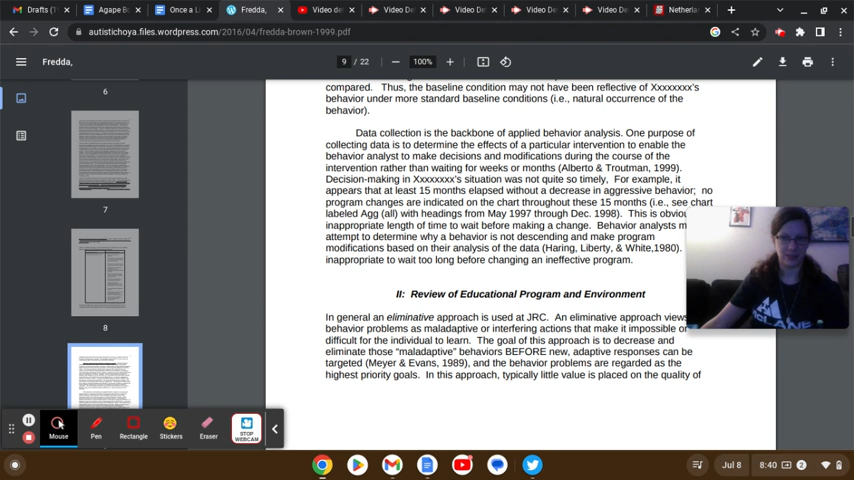 Drafts (T
Agape Bo
Once a Li
Fredda,
Video de
Video De
Video De
Video De
Video De
Netherla
autistichoya.files.wordpress.com/2016/04/fredda-brown-1999.pdf
Fredda,
9 / 22
100%
6
7
8
compared. Thus, the baseline condition may not have been reflective of Xxxxxxxx's
behavior under more standard baseline conditions (i.e., natural occurrence of the
behavior).
Data collection is the backbone of applied behavior analysis. One purpose of
collecting data is to determine the effects of a particular intervention to enable the
behavior analyst to make decisions and modifications during the course of the
intervention rather than waiting for weeks or months (Alberto & Troutman, 1999).
Decision-making in Xxxxxxxx's situation was not quite so timely, For example, it
appears that at least 15 months elapsed without a decrease in aggressive behavior; no
program changes are indicated on the chart throughout these 15 months (i.e., see chart
labeled Agg (all) with headings from May 1997 through Dec. 1998). This is obviou
inappropriate length of time to wait before making a change. Behavior analysts m
attempt to determine why a behavior is not descending and make program
modifications based on their analysis of the data (Haring, Liberty, & White,1980).
inappropriate to wait too long before changing an ineffective program.
II: Review of Educational Program and Environment
In general an eliminative approach is used at JRC. An eliminative approach views
behavior problems as maladaptive or interfering actions that make it impossible or
difficult for the individual to learn. The goal of this approach is to decrease and
eliminate those “maladaptive” behaviors BEFORE new, adaptive responses can be
targeted (Meyer & Evans, 1989), and the behavior problems are regarded as the
highest priority goals. In this approach, typically little value is placed on the quality of
Mouse
Pen
Rectangle
Stickers
Eraser
STOP
WEBCAM
Jul 8
8:40
2